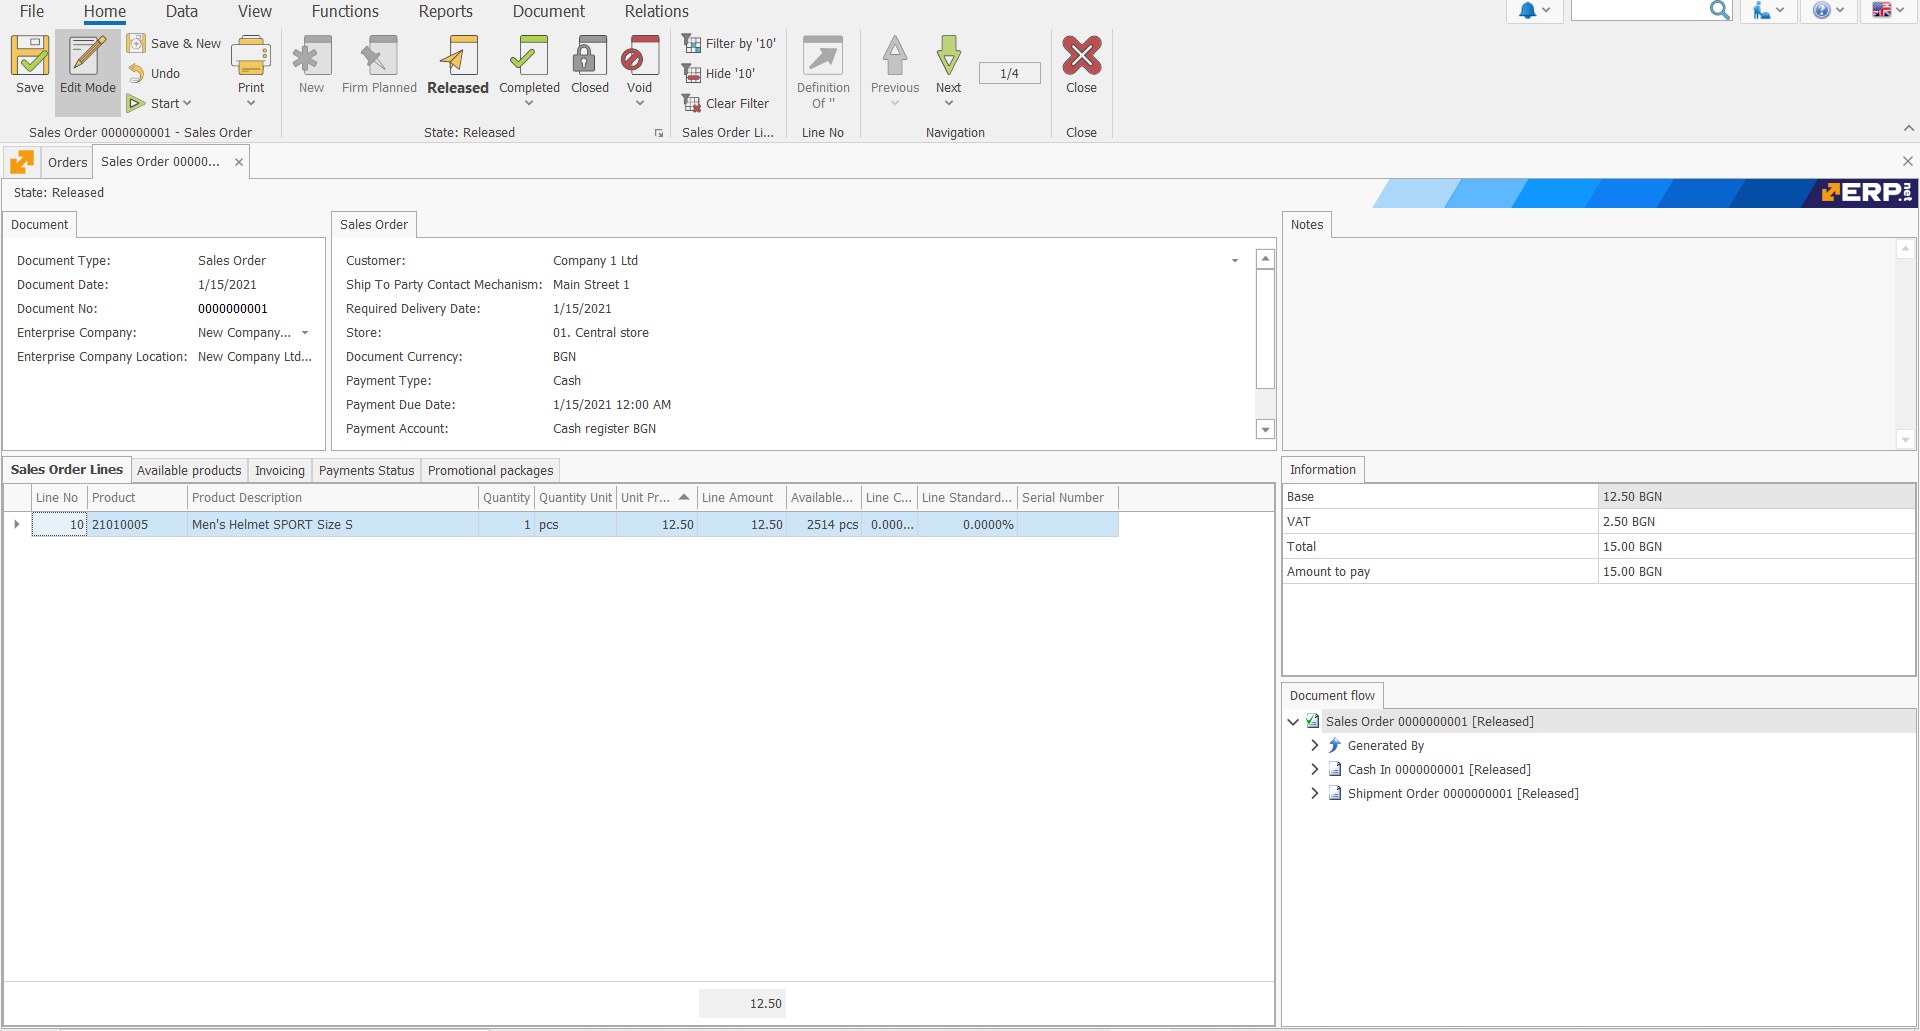 File Home Data View Functions Reports Document Relations
Save
Edit Mode
Save & New
Undo
Start
Print
Sales Order 0000000001 - Sales Order
New
Firm Planned
Released
Completed
Closed
Void
State: Released
Filter by '10'
Hide '10'
Clear Filter
Sales Order Li...
Definition
Of ''
Line No
Previous
Next
1/4
Navigation
Close
Close
Orders
Sales Order 00000...
State: Released
ERP.net
Document
Document Type: Sales Order
Document Date: 1/15/2021
Document No: 0000000001
Enterprise Company: New Company...
Enterprise Company Location: New Company Ltd...
Sales Order
Customer: Company 1 Ltd
Ship To Party Contact Mechanism: Main Street 1
Required Delivery Date: 1/15/2021
Store: 01. Central store
Document Currency: BGN
Payment Type: Cash
Payment Due Date: 1/15/2021 12:00 AM
Payment Account: Cash register BGN
Notes
Sales Order Lines Available products Invoicing Payments Status Promotional packages
Line No Product Product Description Quantity Quantity Unit Unit Pr... Line Amount Available... Line C... Line Standard... Serial Number
10 21010005 Men's Helmet SPORT Size S 1 pcs 12.50 12.50 2514 pcs 0.000... 0.0000%
12.50
Information
Base 12.50 BGN
VAT 2.50 BGN
Total 15.00 BGN
Amount to pay 15.00 BGN
Document flow
Sales Order 0000000001 [Released]
Generated By
Cash In 0000000001 [Released]
Shipment Order 0000000001 [Released]